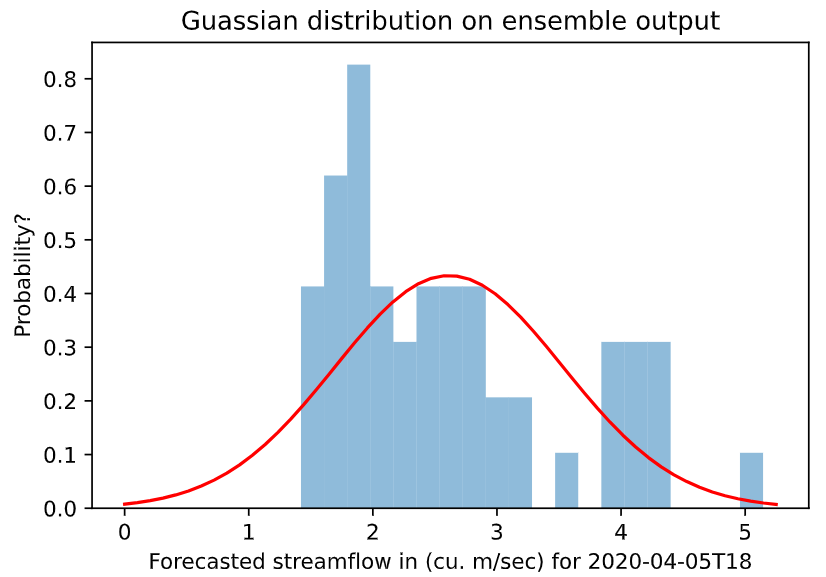 Guassian distribution on ensemble output
0.8
0.7
0.6
0.5
0.4
0.3
0.2
0.1
0.0
Probability?
0 1 2 3 4 5
Forecasted streamflow in (cu. m/sec) for 2020-04-05T18